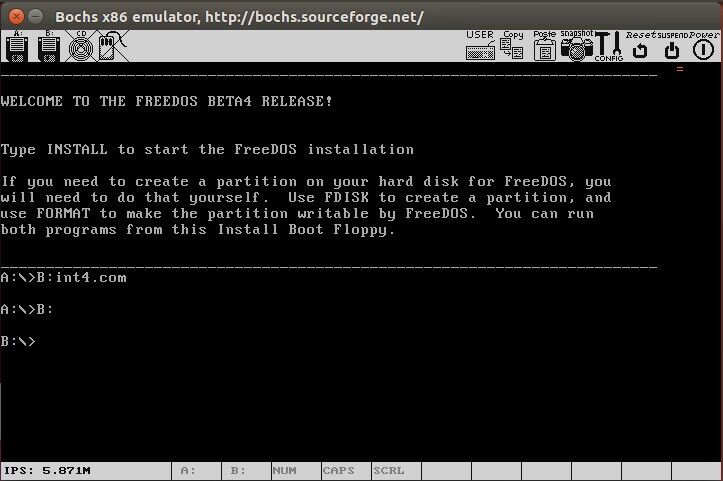 Bochs x86 emulator, http://bochs.sourceforge.net/
A: B: CD USER Copy Paste snapshot CONFIG Reset SUSPEND Power
WELCOME TO THE FREEDOS BETA4 RELEASE!
Type INSTALL to start the FreeDOS installation
If you need to create a partition on your hard disk for FreeDOS, you
will need to do that yourself.  Use FDISK to create a partition, and
use FORMAT to make the partition writable by FreeDOS.  You can run
both programs from this Install Boot Floppy.
A:\>B:int4.com
A:\>B:
B:\>
IPS: 5.871M A: B: NUM CAPS SCRL